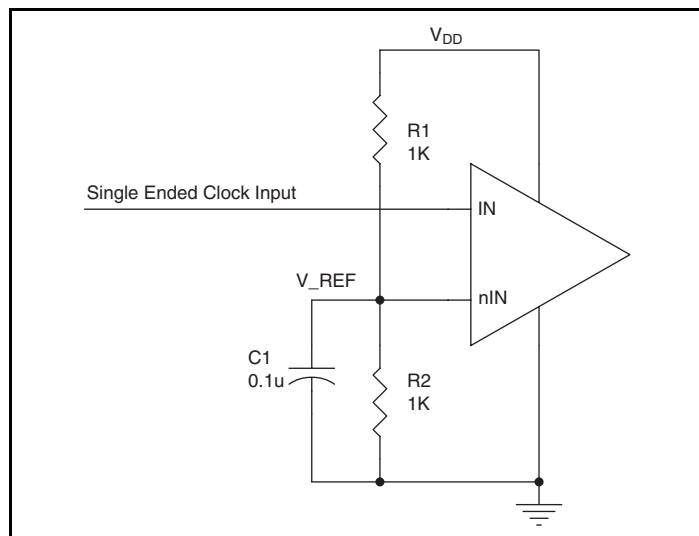 VDD
R1
1K
Single Ended Clock Input
IN
V_REF
nIN
C1
0.1u
R2
1K